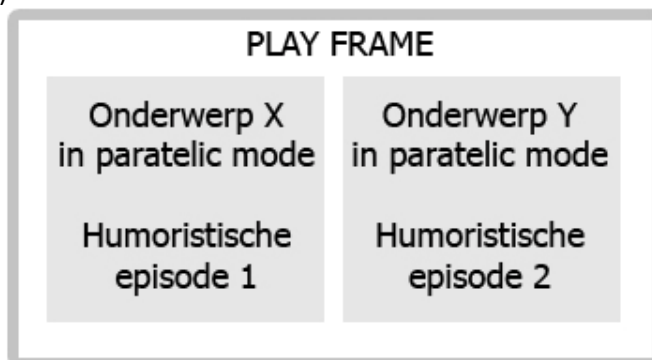 PLAY FRAME
Onderwerp X
in paratelic mode
Humoristische
episode 1
Onderwerp Y
in paratelic mode
Humoristische
episode 2